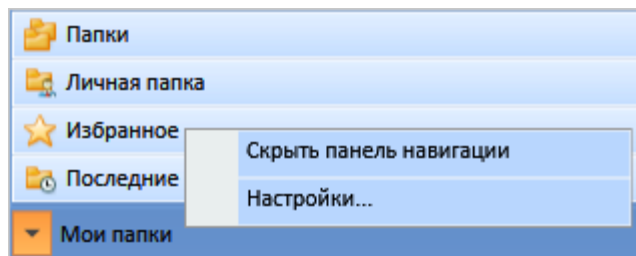 Папки
Личная папка
Избранное
Скрыть панель навигации
Последние
Настройки...
Мои папки